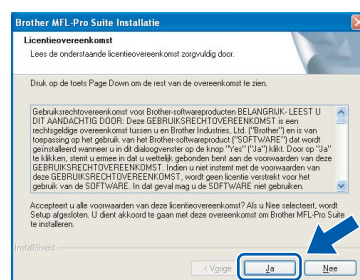 Brother MFL-Pro Suite Installatie
Licentieovereenkomst
Lees de onderstaande licentieovereenkomst zorgvuldig door.
Druk op de toets Page Down om de rest van de overeenkomst te zien.
Gebruiksrechtovereenkomst voor Brother-softwareproducten BELANGRIJK- LEEST U
DIT AANDACHTIG DOOR: Deze GEBRUIKSRECHTOVEREENKOMST is een
rechtsgeldige overeenkomst tussen u en Brother Industries, Ltd. ("Brother") en is van
toepassing op het gebruik van het Brother-softwareproduct ("SOFTWARE") dat wordt
geïnstalleerd wanneer u in dit dialoogvenster op de knop "Yes" ("Ja") klikt. Door op "Ja"
te klikken, stemt u ermee in dat u wettelijk gebonden bent aan de voorwaarden van deze
GEBRUIKSRECHTOVEREENKOMST. Indien u niet instemt met de voorwaarden van
deze GEBRUIKSRECHTOVEREENKOMST, wordt geen licentie verstrekt voor het
gebruik van de SOFTWARE. In dat geval mag u de SOFTWARE niet gebruiken.
Accepteert u alle voorwaarden van deze licentieovereenkomst? Als u Nee selecteert, wordt
Setup afgesloten. U dient akkoord te gaan met deze overeenkomst om Brother MFL-Pro Suite
te installeren.
InstallShield
< Vorige Ja Nee